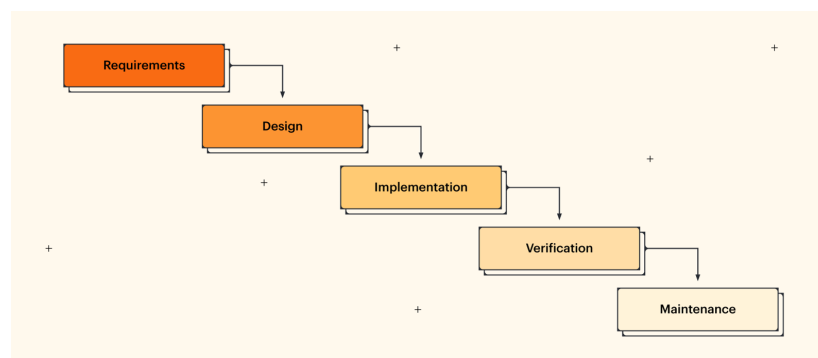 Requirements
Design
Implementation
Verification
Maintenance